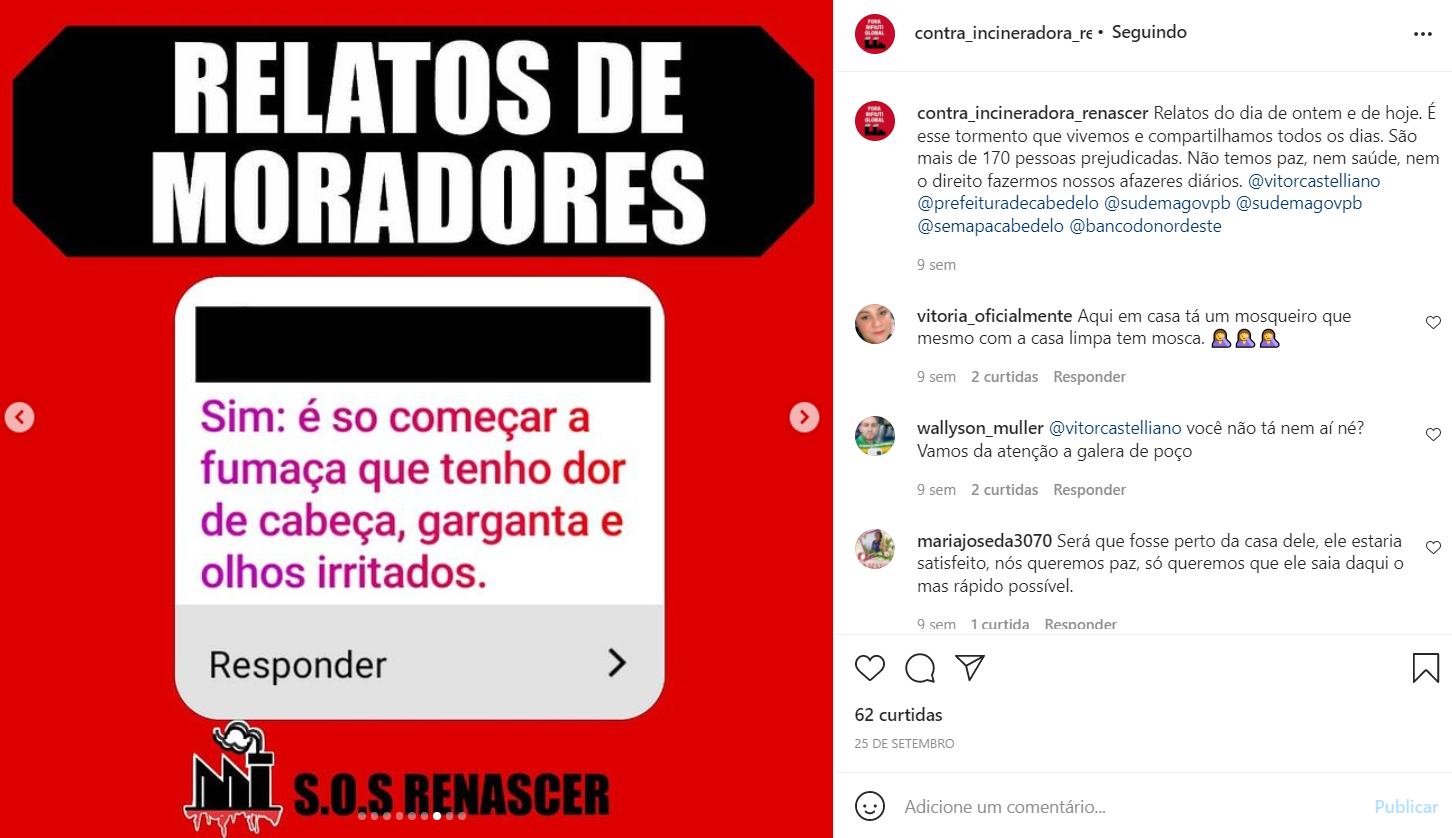 RELATOS DE
MORADORES
Sim: é so começar a
fumaça que tenho dor
de cabeça, garganta e
olhos irritados.
Responder
S.O.S RENASCER
FORA
RIFIUTI
GLOBAL
contra_incineradora_re • Seguindo
FORA
RIFIUTI
GLOBAL
contra_incineradora_renascer Relatos do dia de ontem e de hoje. É
esse tormento que vivemos e compartilhamos todos os dias. São
mais de 170 pessoas prejudicadas. Não temos paz, nem saúde, nem
o direito fazermos nossos afazeres diários. @vitorcastelliano
@prefeituradecabedelo @sudemagovpb @sudemagovpb
@semapacabedelo @bancodonordeste
9 sem
vitoria_oficialmente Aqui em casa tá um mosqueiro que
mesmo com a casa limpa tem mosca. 🤦‍♀️🤦‍♀️🤦‍♀️
9 sem 2 curtidas Responder
wallyson_muller @vitorcastelliano você não tá nem aí né?
Vamos da atenção a galera de poço
9 sem 2 curtidas Responder
mariajoseda3070 Será que fosse perto da casa dele, ele estaria
satisfeito, nós queremos paz, só queremos que ele saia daqui o
mas rápido possível.
9 sem 1 curtida Responder
62 curtidas
25 DE SETEMBRO
Adicione um comentário... Publicar